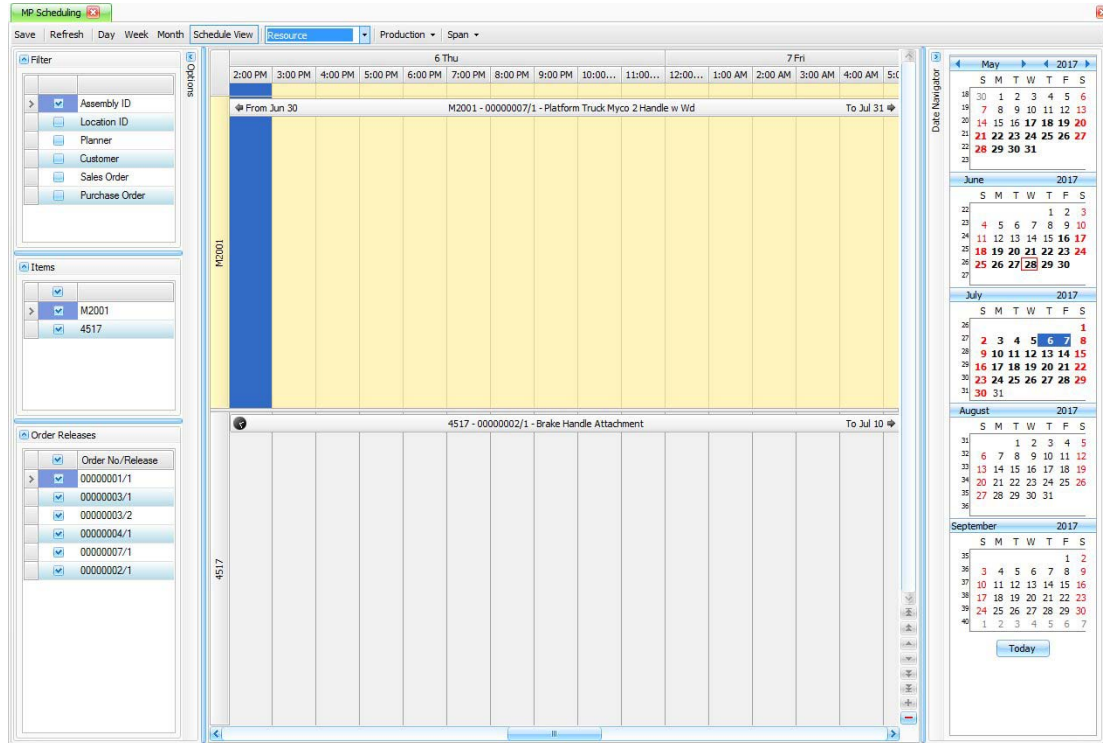 MP Scheduling
Save Refresh Day Week Month Schedule View Resource Production Span
Filter
Assembly ID
Location ID
Planner
Customer
Sales Order
Purchase Order
Items
M2001
4517
Order Releases
Order No/Release
00000001/1
00000003/1
00000003/2
00000004/1
00000007/1
00000002/1
Options
6 Thu 7 Fri
2:00 PM 3:00 PM 4:00 PM 5:00 PM 6:00 PM 7:00 PM 8:00 PM 9:00 PM 10:00... 11:00... 12:00... 1:00 AM 2:00 AM 3:00 AM 4:00 AM 5:0
From Jun 30 M2001 - 00000007/1 - Platform Truck Myco 2 Handle w Wd To Jul 31
M2001
4517 - 00000002/1 - Brake Handle Attachment To Jul 10
4517
Date Navigator
May 2017
S M T W T F S
18 30 1 2 3 4 5 6
19 7 8 9 10 11 12 13
20 14 15 16 17 18 19 20
21 21 22 23 24 25 26 27
22 28 29 30 31
23
June 2017
S M T W T F S
22 1 2 3
23 4 5 6 7 8 9 10
24 11 12 13 14 15 16 17
25 18 19 20 21 22 23 24
26 25 26 27 28 29 30
27
July 2017
S M T W T F S
26 1
27 2 3 4 5 6 7 8
28 9 10 11 12 13 14 15
29 16 17 18 19 20 21 22
30 23 24 25 26 27 28 29
31 30 31
August 2017
S M T W T F S
31 1 2 3 4 5
32 6 7 8 9 10 11 12
33 13 14 15 16 17 18 19
34 20 21 22 23 24 25 26
35 27 28 29 30 31
36
September 2017
S M T W T F S
35 1 2
36 3 4 5 6 7 8 9
37 10 11 12 13 14 15 16
38 17 18 19 20 21 22 23
39 24 25 26 27 28 29 30
40 1 2 3 4 5 6 7
Today